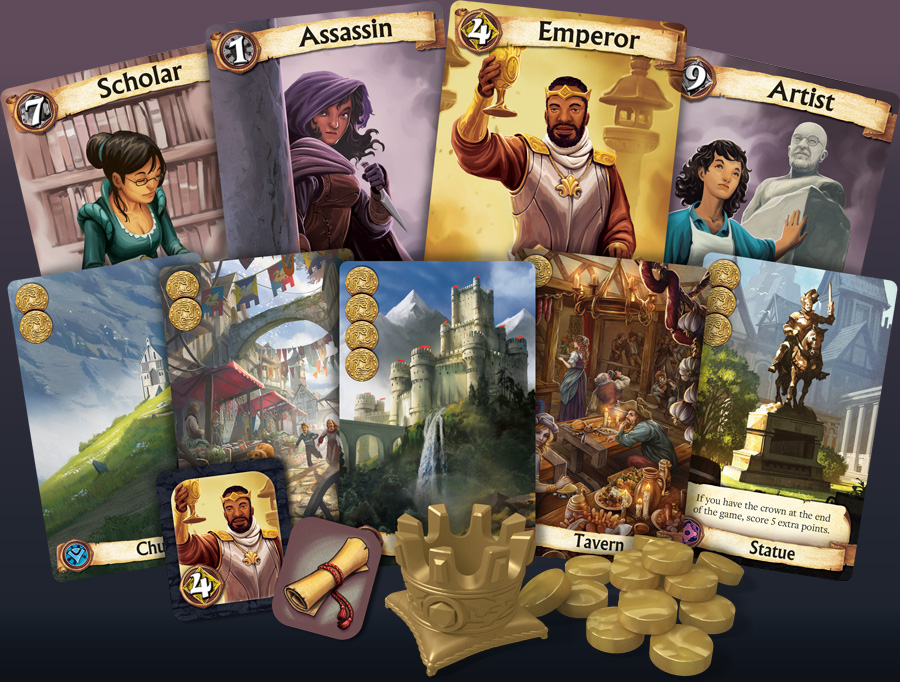 7 Scholar
1 Assassin
4 Emperor
9 Artist
If you have the crown at the end
of the game, score 5 extra points.
Chu
Tavern
Statue
4